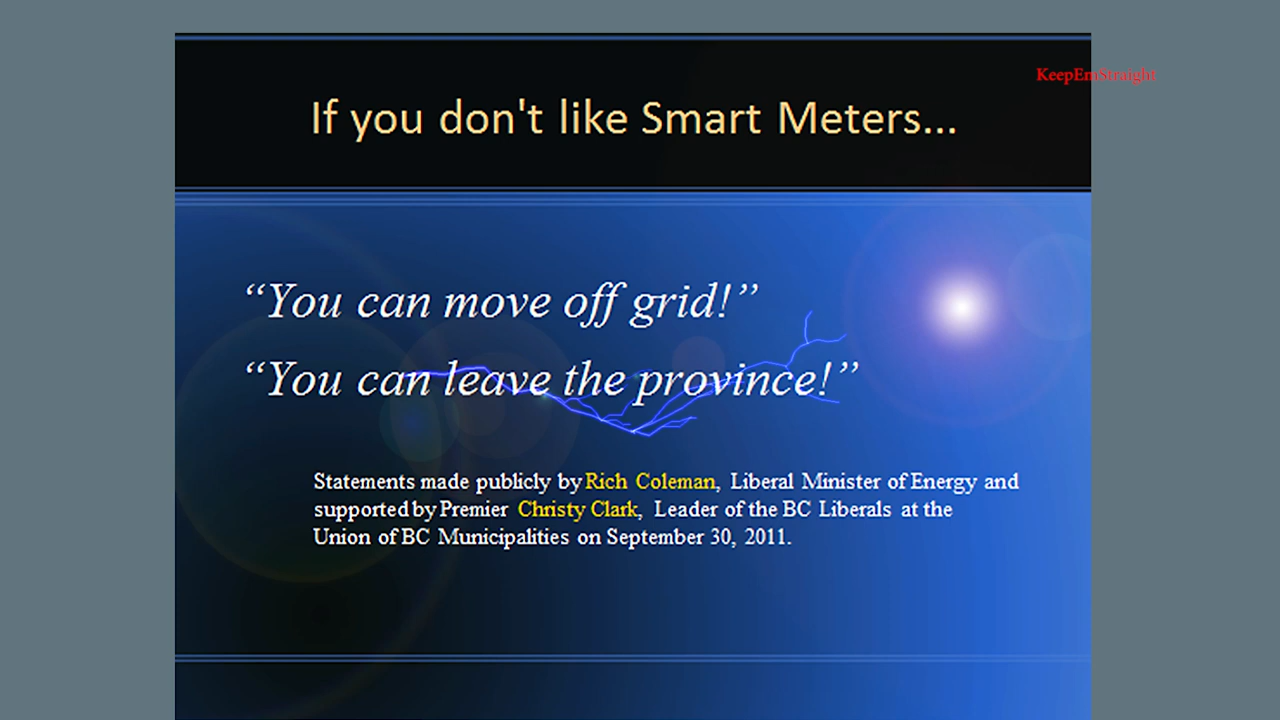 KeepEmStraight
If you don't like Smart Meters...
“You can move off grid!”
“You can leave the province!”
Statements made publicly by Rich Coleman, Liberal Minister of Energy and
supported by Premier Christy Clark, Leader of the BC Liberals at the
Union of BC Municipalities on September 30, 2011.